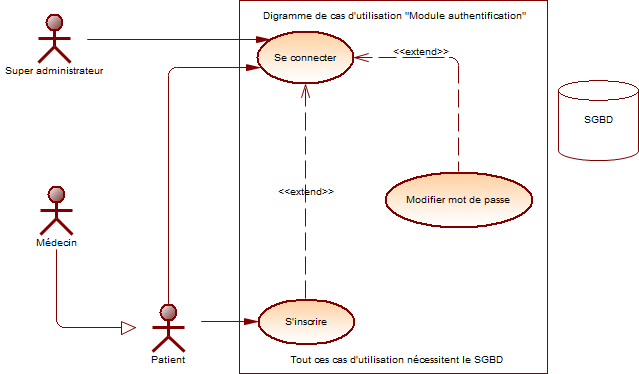 Digramme de cas d'utilisation "Module authentification"
Super administrateur
Se connecter
<<extend>>
SGBD
<<extend>>
Modifier mot de passe
Médecin
S'inscrire
Patient
Tout ces cas d'utilisation nécessitent le SGBD